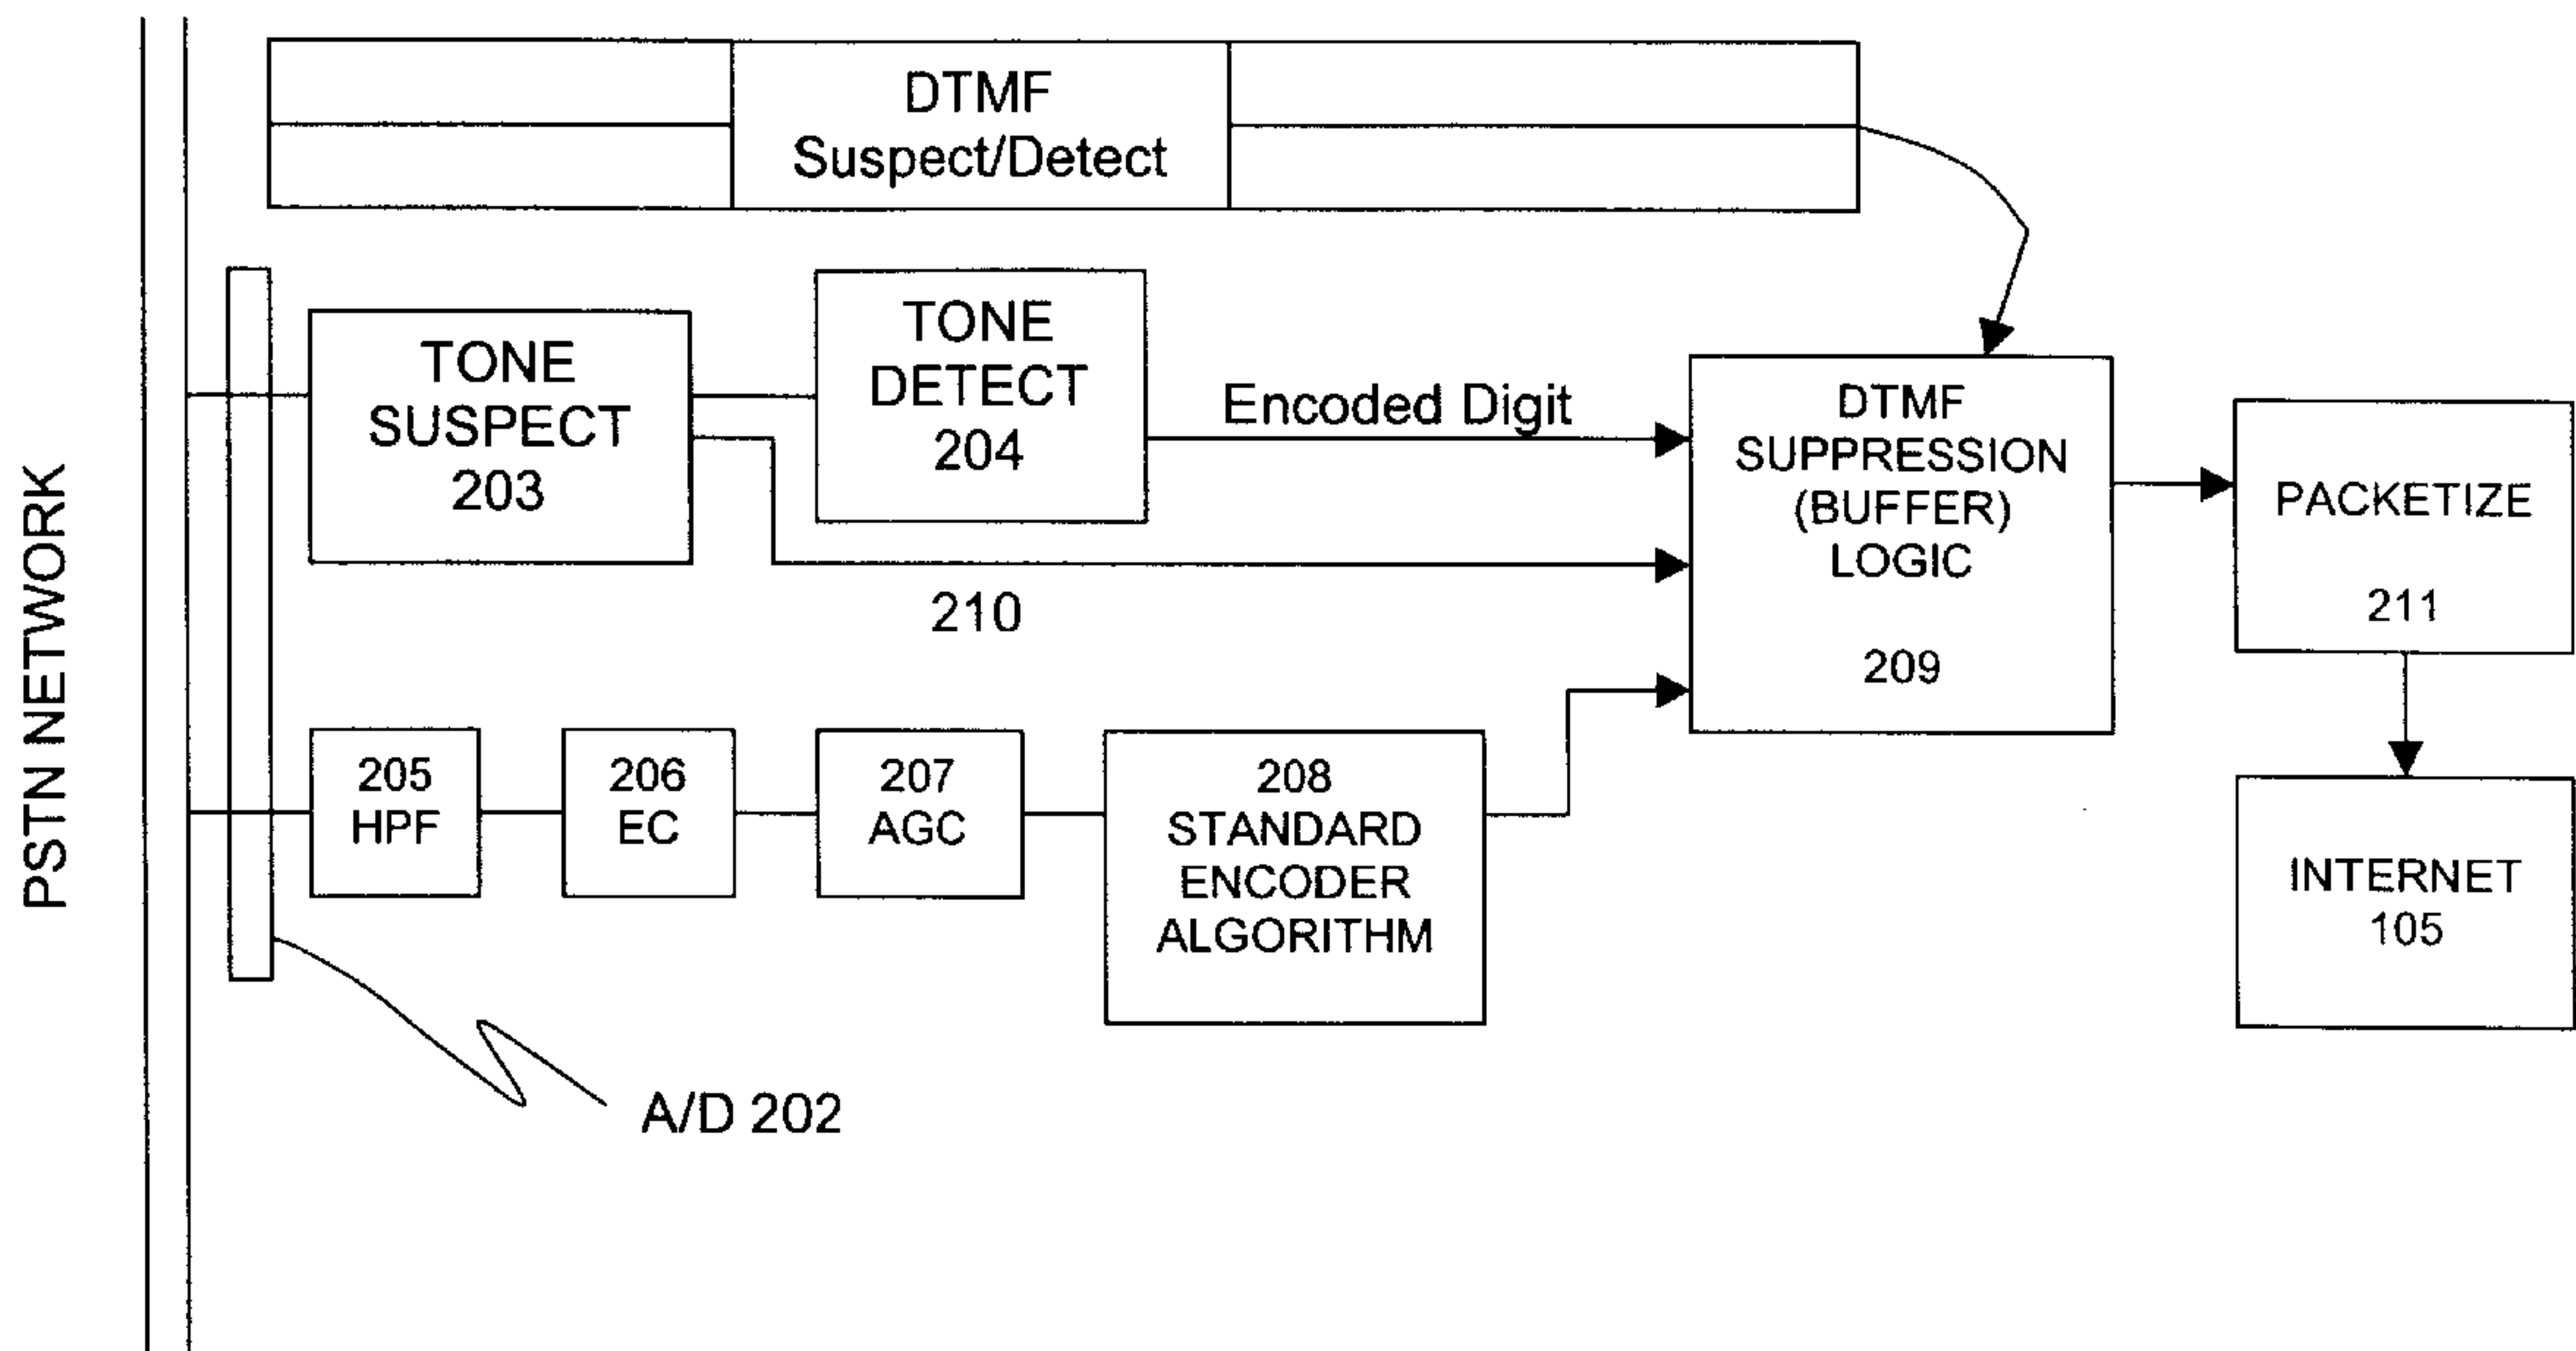 PSTN NETWORK
DTMF
Suspect/Detect
TONE
SUSPECT
203
TONE
DETECT
204
Encoded Digit
210
DTMF
SUPPRESSION
(BUFFER)
LOGIC
209
PACKETIZE
211
205
HPF
206
EC
207
AGC
208
STANDARD
ENCODER
ALGORITHM
INTERNET
105
A/D 202